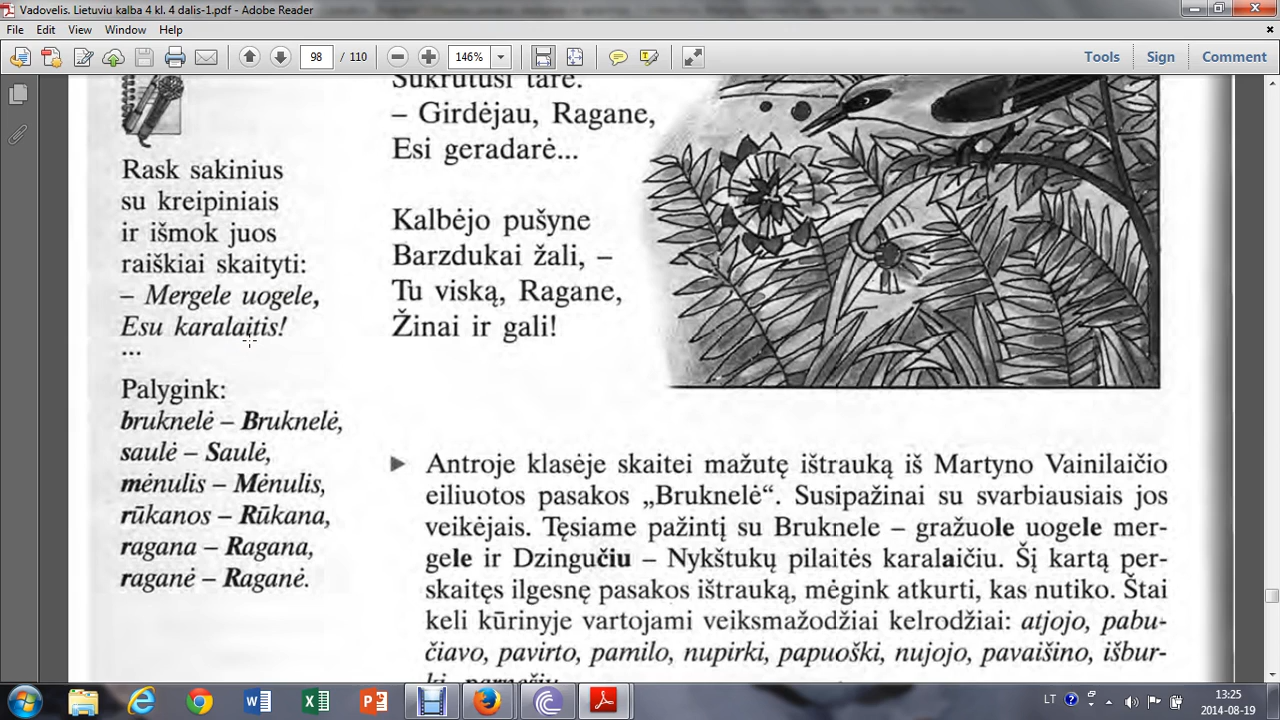 Vadovelis. Lietuviu kalba 4 kl. 4 dalis-1.pdf - Adobe Reader
File Edit View Window Help
98 / 110 146% Tools Sign Comment
Sukrutusi tarė:
– Girdėjau, Ragane,
Esi geradarė...
Kalbėjo pušyne
Barzdukai žali, –
Tu viską, Ragane,
Žinai ir gali!
Rask sakinius
su kreipiniais
ir išmok juos
raiškiai skaityti:
– Mergele uogele,
Esu karalaitis!
...
Palygink:
bruknelė – Bruknelė,
saulė – Saulė,
mėnulis – Mėnulis,
rūkanos – Rūkana,
ragana – Ragana,
raganė – Raganė.
Antroje klasėje skaitei mažutę ištrauką iš Martyno Vainilaičio
eiliuotos pasakos „Bruknelė“. Susipažinai su svarbiausiais jos
veikėjais. Tęsiame pažintį su Bruknele – gražuole uogele mer-
gele ir Dzingučiu – Nykštukų pilaitės karalaičiu. Šį kartą per-
skaitęs ilgesnę pasakos ištrauką, mėgink atkurti, kas nutiko. Štai
keli kūrinyje vartojami veiksmažodžiai kelrodžiai: atjojo, pabu-
čiavo, pavirto, pamilo, nupirki, papuoški, nujojo, pavaišino, išbur-
LT 13:25
2014-08-19